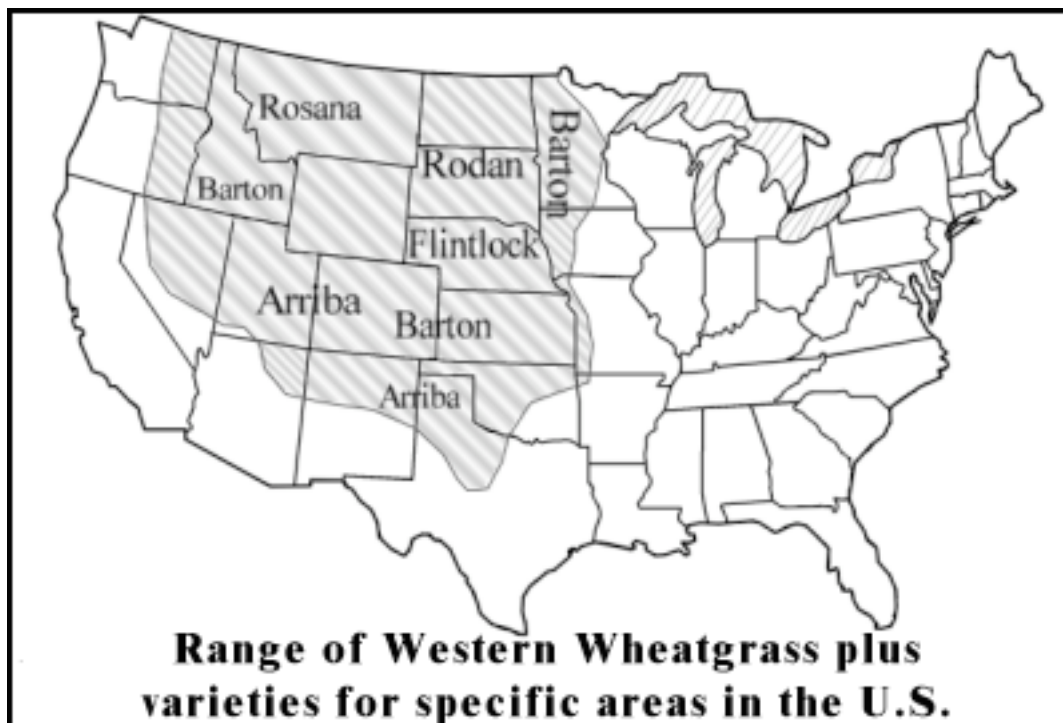 Rosana
Barton
Rodan
Barton
Flintlock
Arriba
Barton
Arriba
Range of Western Wheatgrass plus
varieties for specific areas in the U.S.